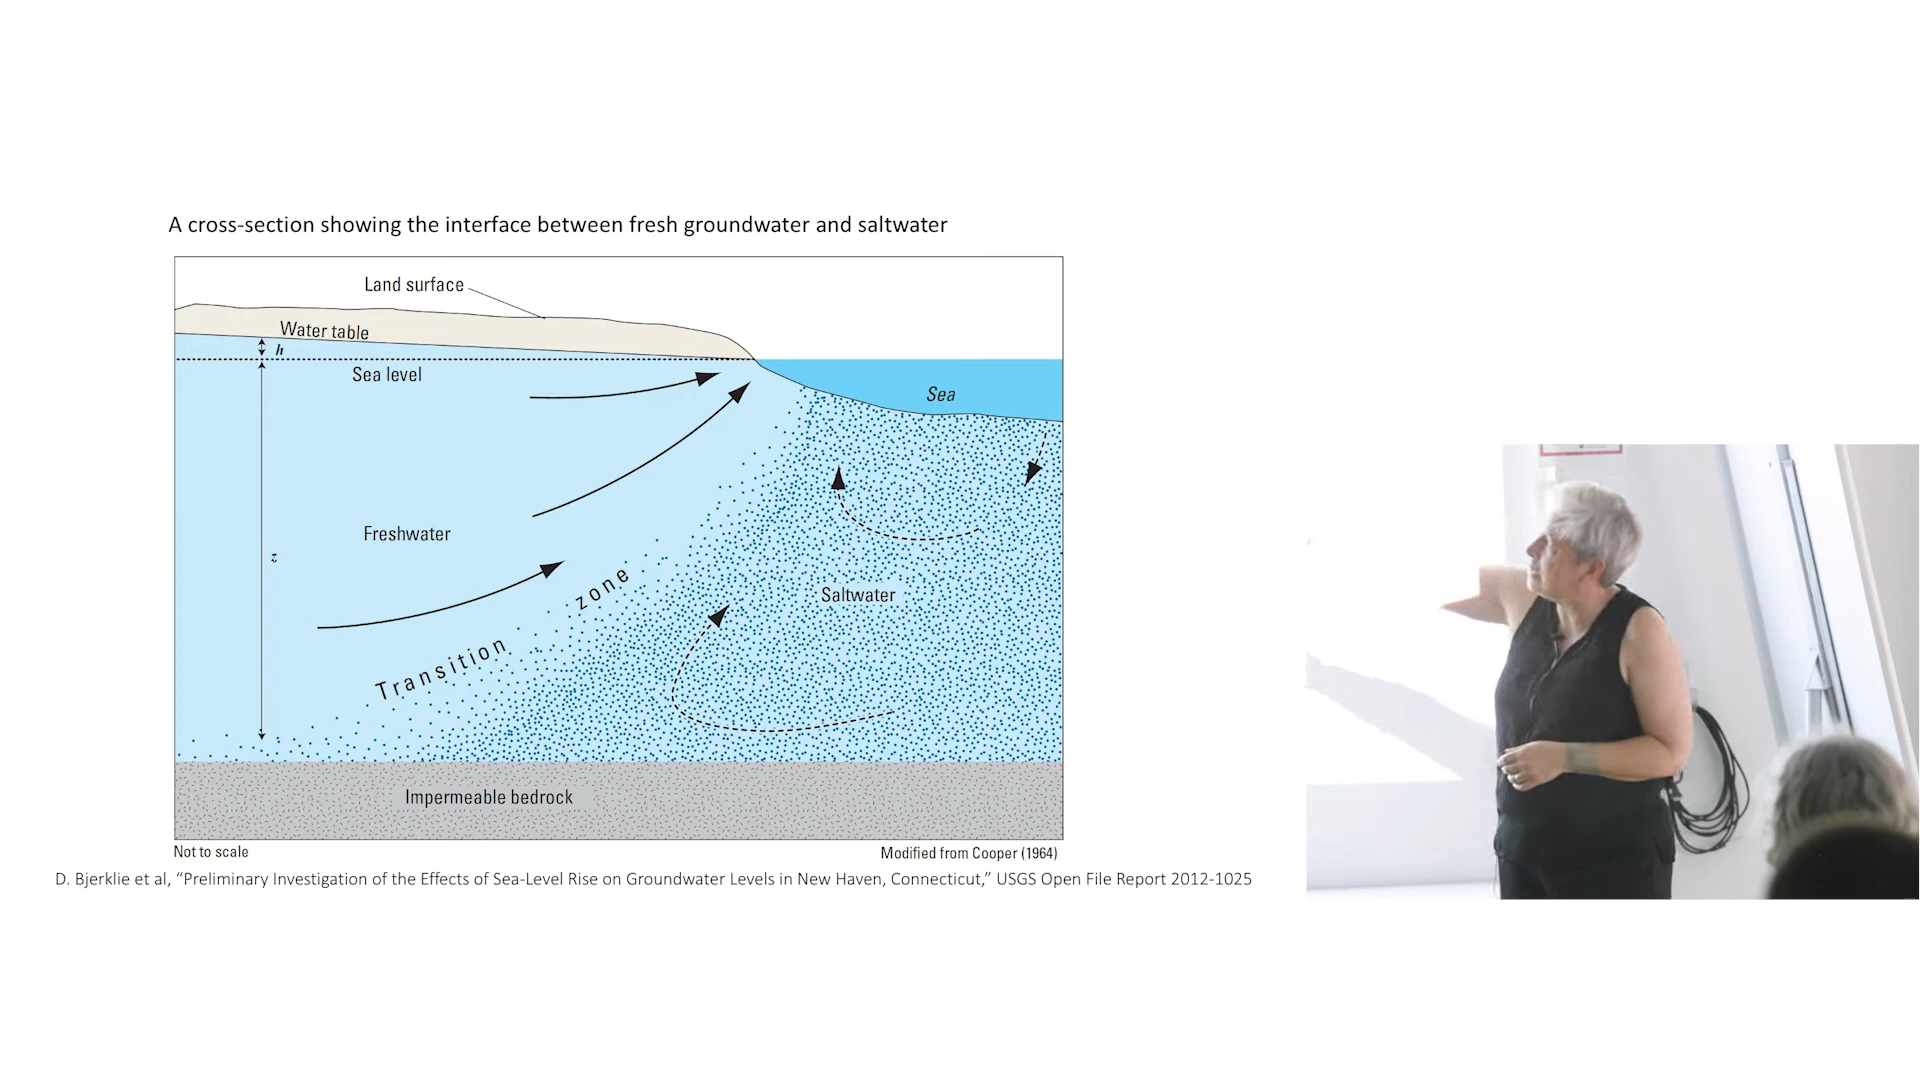 A cross-section showing the interface between fresh groundwater and saltwater
Land surface
Water table
h
Sea level
Sea
Freshwater
z
Transition zone
Saltwater
Impermeable bedrock
Not to scale
Modified from Cooper (1964)
D. Bjerklie et al, “Preliminary Investigation of the Effects of Sea-Level Rise on Groundwater Levels in New Haven, Connecticut,” USGS Open File Report 2012-1025